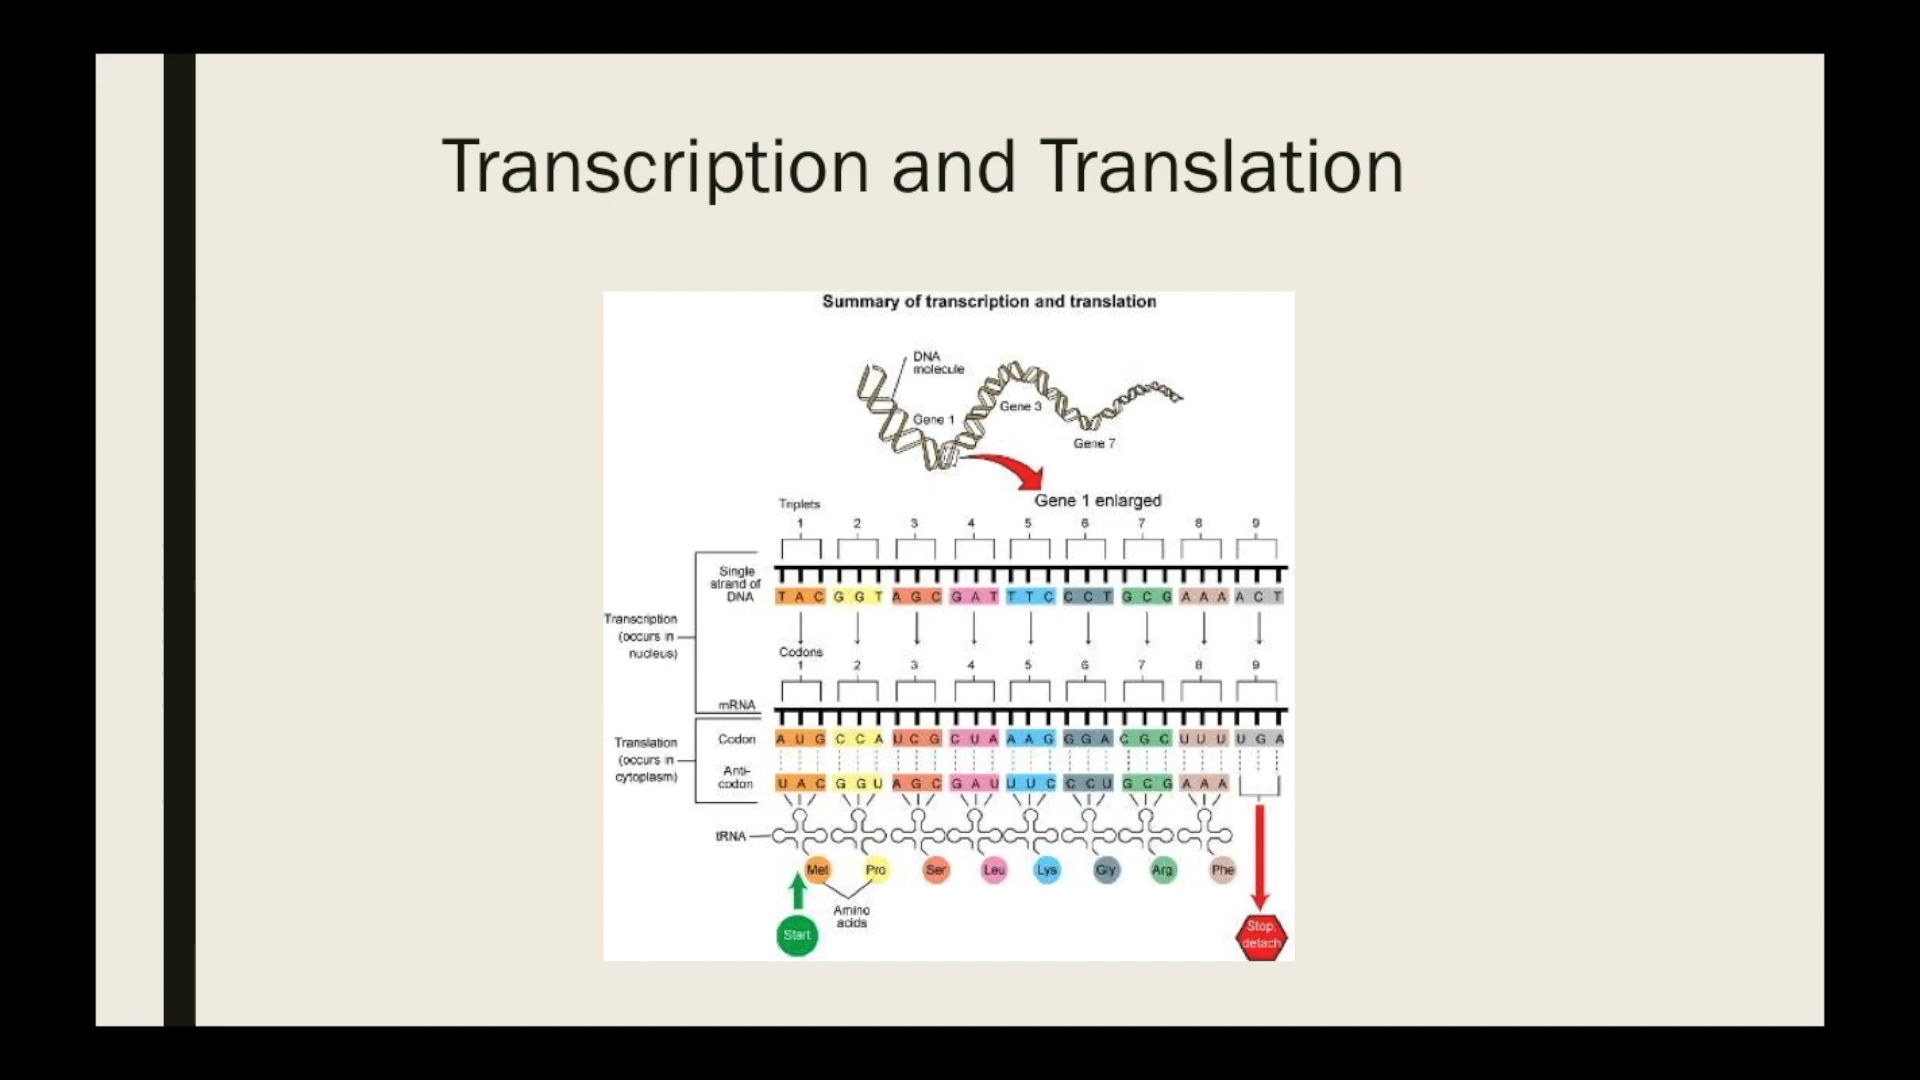 Transcription and Translation
Summary of transcription and translation
DNA
molecule
Gene 1
Gene 3
Gene 7
Gene 1 enlarged
Triplets
1 2 3 4 5 6 7 8 9
Single
strand of
DNA
T A C G G T A G C G A T T T C C C T G C G A A A A C T
Transcription
(occurs in
nucleus)
Codons
1 2 3 4 5 6 7 8 9
mRNA
Translation
(occurs in
cytoplasm)
Codon
A U G C C A U C G C U A A A G G G A C G C U U U U G A
Anti-
codon
U A C G G U A G C G A U U U C C C U G C G A A A
tRNA
Met Pro Ser Leu Lys Gly Arg Phe
Amino
acids
Start
Stop,
detach